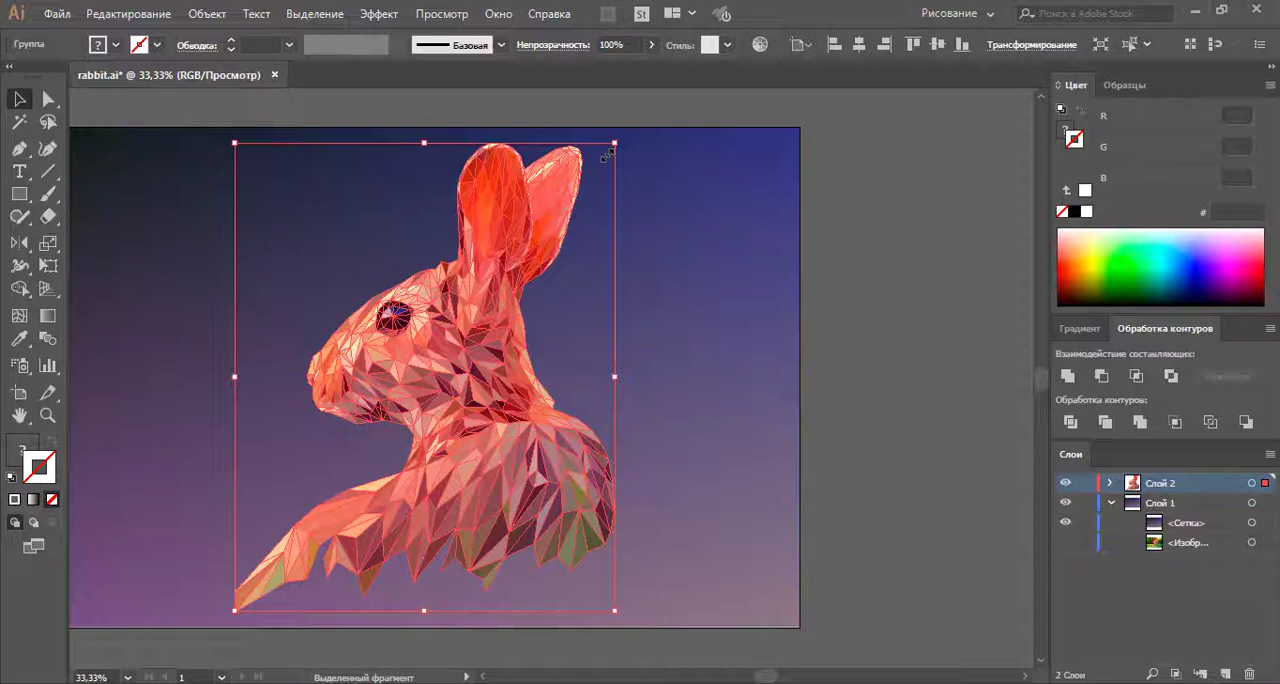 Ai Файл Редактирование Объект Текст Выделение Эффект Просмотр Окно Справка St Рисование Поиск в Adobe Stock
Группа ? Обводка: Базовая Непрозрачность: 100% Стиль: Трансформирование
rabbit.ai* @ 33,33% (RGB/Просмотр) ×
Цвет Образцы
R
G
B
#
Градиент Обработка контуров
Взаимодействие составляющих:
Обработка контуров:
Слои
Слой 2
Слой 1
<Сетка>
<Изобр...
2 Слои
33,33% 1 Выделенный фрагмент